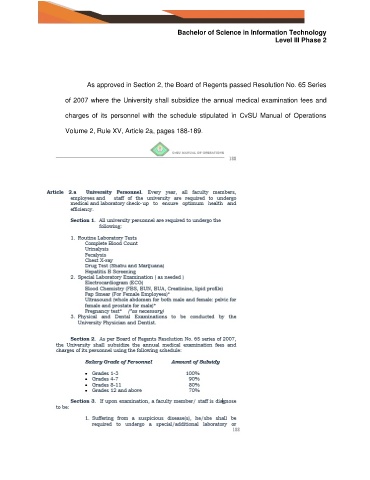 Bachelor of Science in Information Technology
Level III Phase 2
As approved in Section 2, the Board of Regents passed Resolution No. 65 Series
of 2007 where the University shall subsidize the annual medical examination fees and
charges of its personnel with the schedule stipulated in CvSU Manual of Operations
Volume 2, Rule XV, Article 2a, pages 188-189.
CvSU MANUAL OF OPERATIONS
188
Article 2.a University Personnel. Every year, all faculty members,
employees and staff of the university are required to undergo
medical and laboratory check-up to ensure optimum health and
efficiency.
Section 1. All university personnel are required to undergo the
following:
1. Routine Laboratory Tests
Complete Blood Count
Urinalysis
Fecalysis
Chest X-ray
Drug Test (Shabu and Marijuana)
Hepatitis B Screening
2. Special Laboratory Examination ( as needed )
Electrocardiogram (ECG)
Blood Chemistry (FBS, BUN, BUA, Creatinine, lipid profile)
Pap Smear (For Female Employees)*
Ultrasound (whole abdomen for both male and female; pelvic for
female and prostate for male)*
Pregnancy test* (*as necessary)
3. Physical and Dental Examinations to be conducted by the
University Physician and Dentist.
Section 2. As per Board of Regents Resolution No. 65 series of 2007,
the University shall subsidize the annual medical examination fees and
charges of its personnel using the following schedule:
Salary Grade of Personnel Amount of Subsidy
• Grades 1-3 100%
• Grades 4-7 90%
• Grades 8-11 80%
• Grades 12 and above 70%
Section 3. If upon examination, a faculty member/ staff is diagnose
to be:
1. Suffering from a suspicious disease(s), he/she shall be
required to undergo a special/additional laboratory or